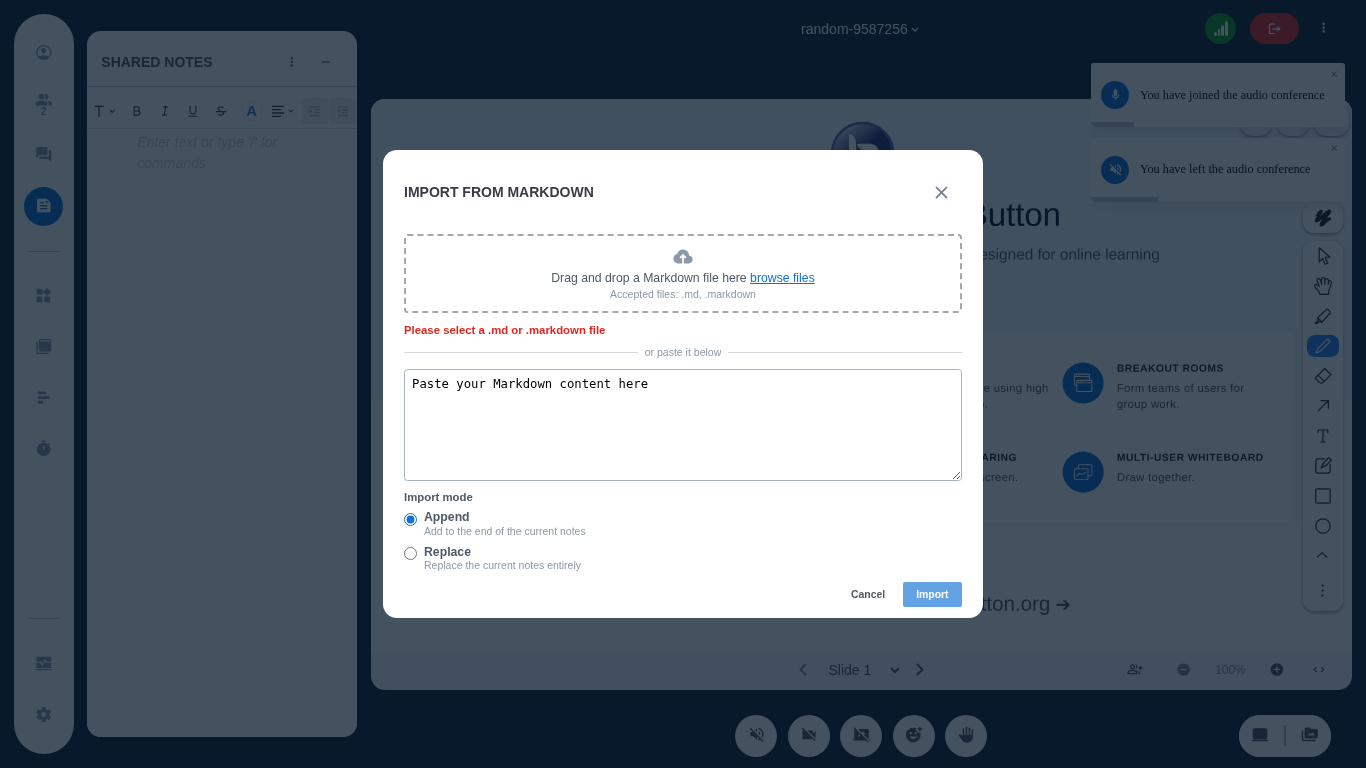 random-9587256
SHARED NOTES
2
Enter text or type '/' for
commands
You have joined the audio conference
You have left the audio conference
IMPORT FROM MARKDOWN
Drag and drop a Markdown file here browse files
Accepted files: .md, .markdown
Please select a .md or .markdown file
or paste it below
Paste your Markdown content here
Import mode
Append
Add to the end of the current notes
Replace
Replace the current notes entirely
Cancel
Import
Button
esigned for online learning
e using high
BREAKOUT ROOMS
Form teams of users for
group work.
ARING
screen.
MULTI-USER WHITEBOARD
Draw together.
tton.org →
Slide 1
100%